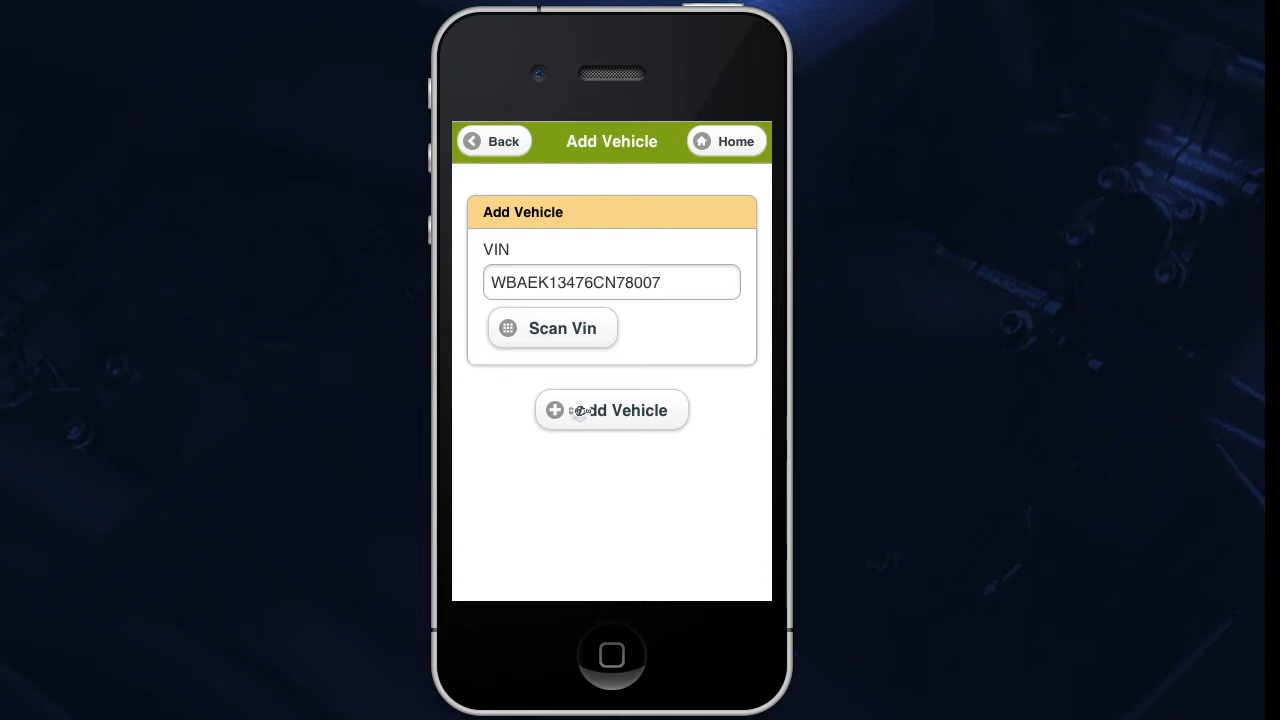 Back
Add Vehicle
Home
Add Vehicle
VIN
WBAEK13476CN78007
Scan Vin
Add Vehicle